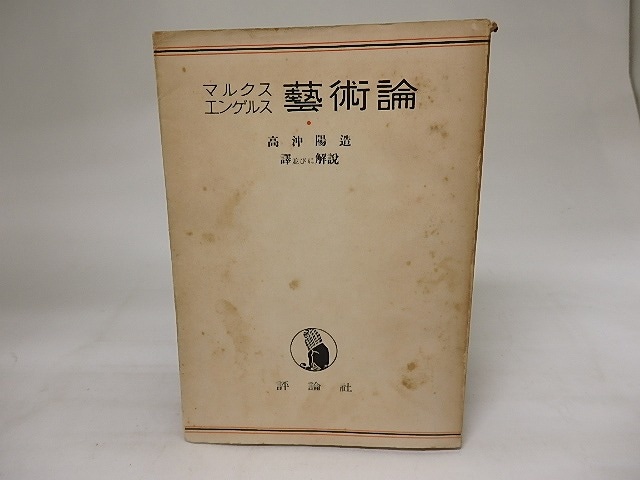 マルクス
エンゲルス 藝術論
高沖陽造
譯並びに解說
評論社